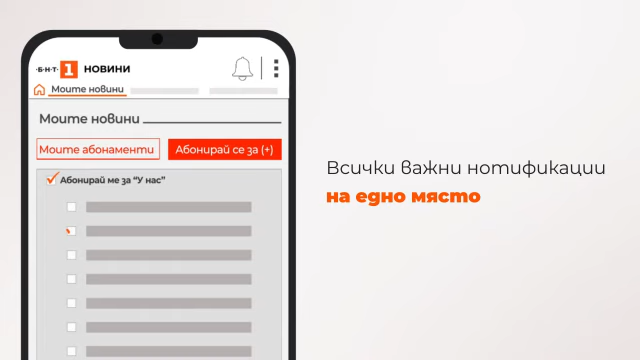 ·Б·Н·Т· 1 НОВИНИ
Моите новини
Моите новини
Моите абонаменти
Абонирай се за (+)
Абонирай ме за "У нас"
Всички важни нотификации
на едно място